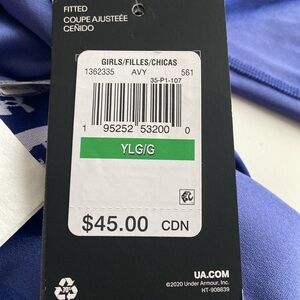 FITTED
COUPE AJUSTEÉE
CEÑIDO
GIRLS/FILLES/CHICAS
1362335 AVY 561
35-P1-107
1 95252 53200 0
YLG/G
$45.00 CDN
UA.COM
©2020 Under Armour, Inc.
HT-908839